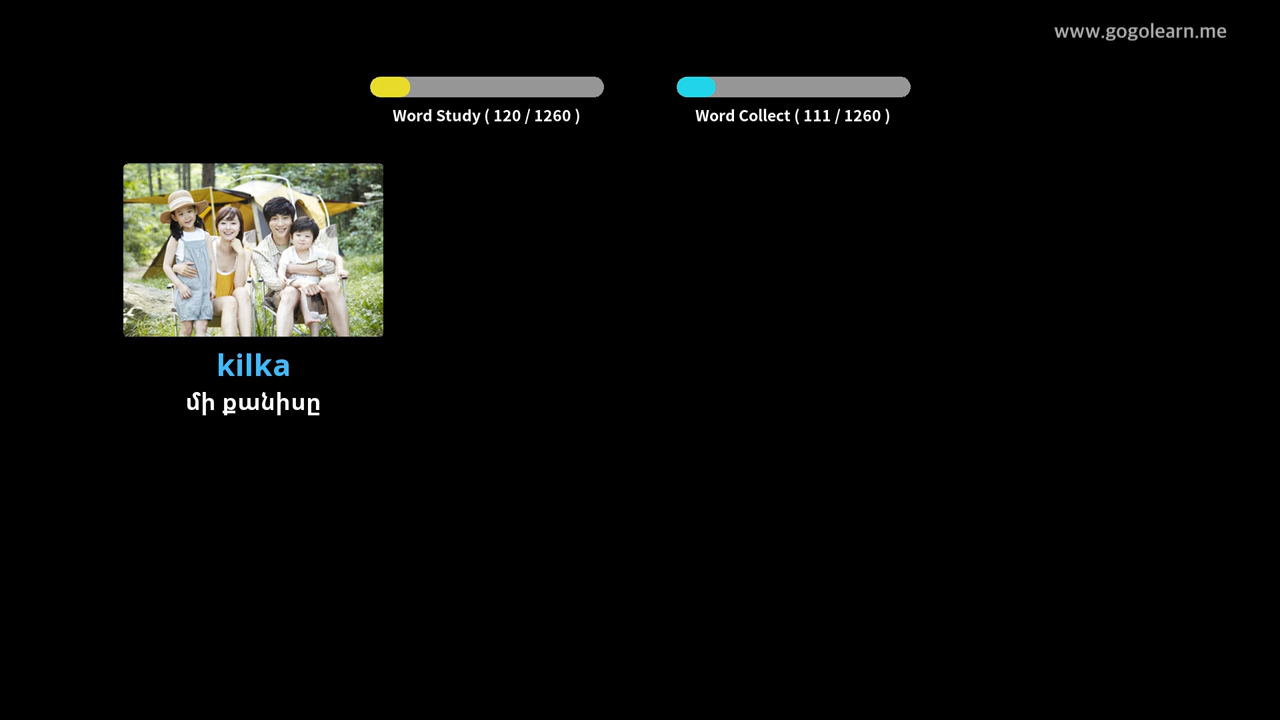 www.gogolearn.me
Word Study ( 120 / 1260 )
Word Collect ( 111 / 1260 )
kilka
մի քանիսը